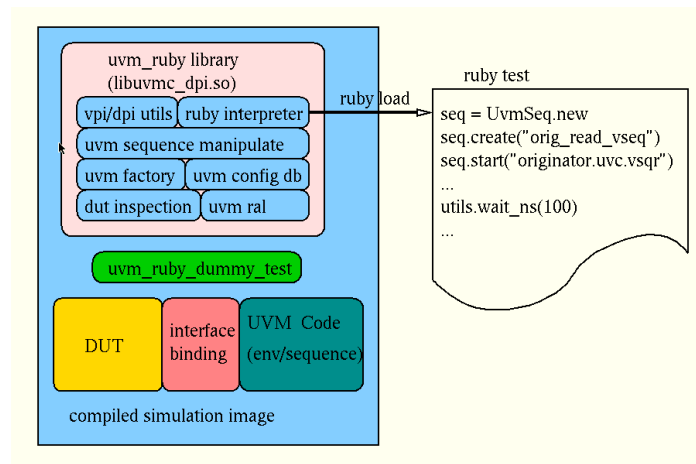 uvm_ruby library
(libuvmc_dpi.so)
vpi/dpi utils
ruby interpreter
uvm sequence manipulate
uvm factory
uvm config db
dut inspection
uvm ral
uvm_ruby_dummy_test
DUT
interface
binding
UVM Code
(env/sequence)
compiled simulation image
ruby load
ruby test
seq = UvmSeq.new
seq.create("orig_read_vseq")
seq.start("originator.uvc.vsqr")
...
utils.wait_ns(100)
...